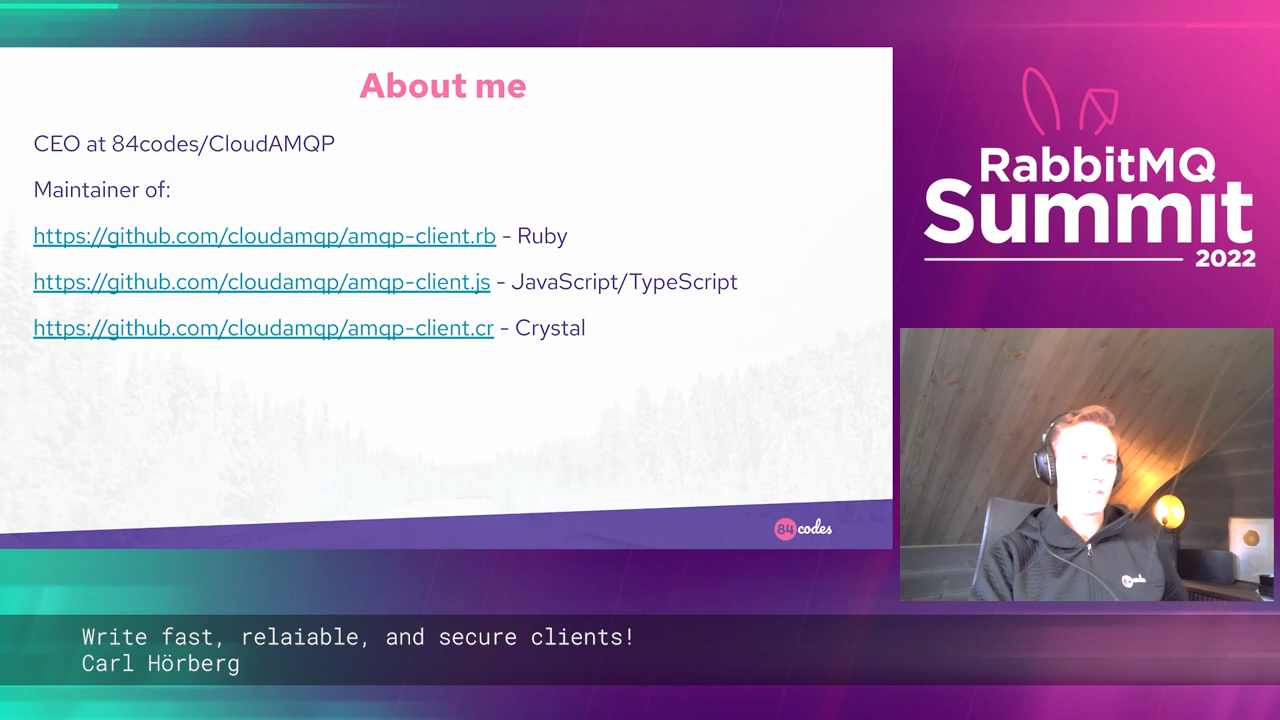 About me
CEO at 84codes/CloudAMQP
Maintainer of:
https://github.com/cloudamqp/amqp-client.rb - Ruby
https://github.com/cloudamqp/amqp-client.js - JavaScript/TypeScript
https://github.com/cloudamqp/amqp-client.cr - Crystal
84codes
RabbitMQ
Summit
2022
84codes
Write fast, relaiable, and secure clients!
Carl Hörberg